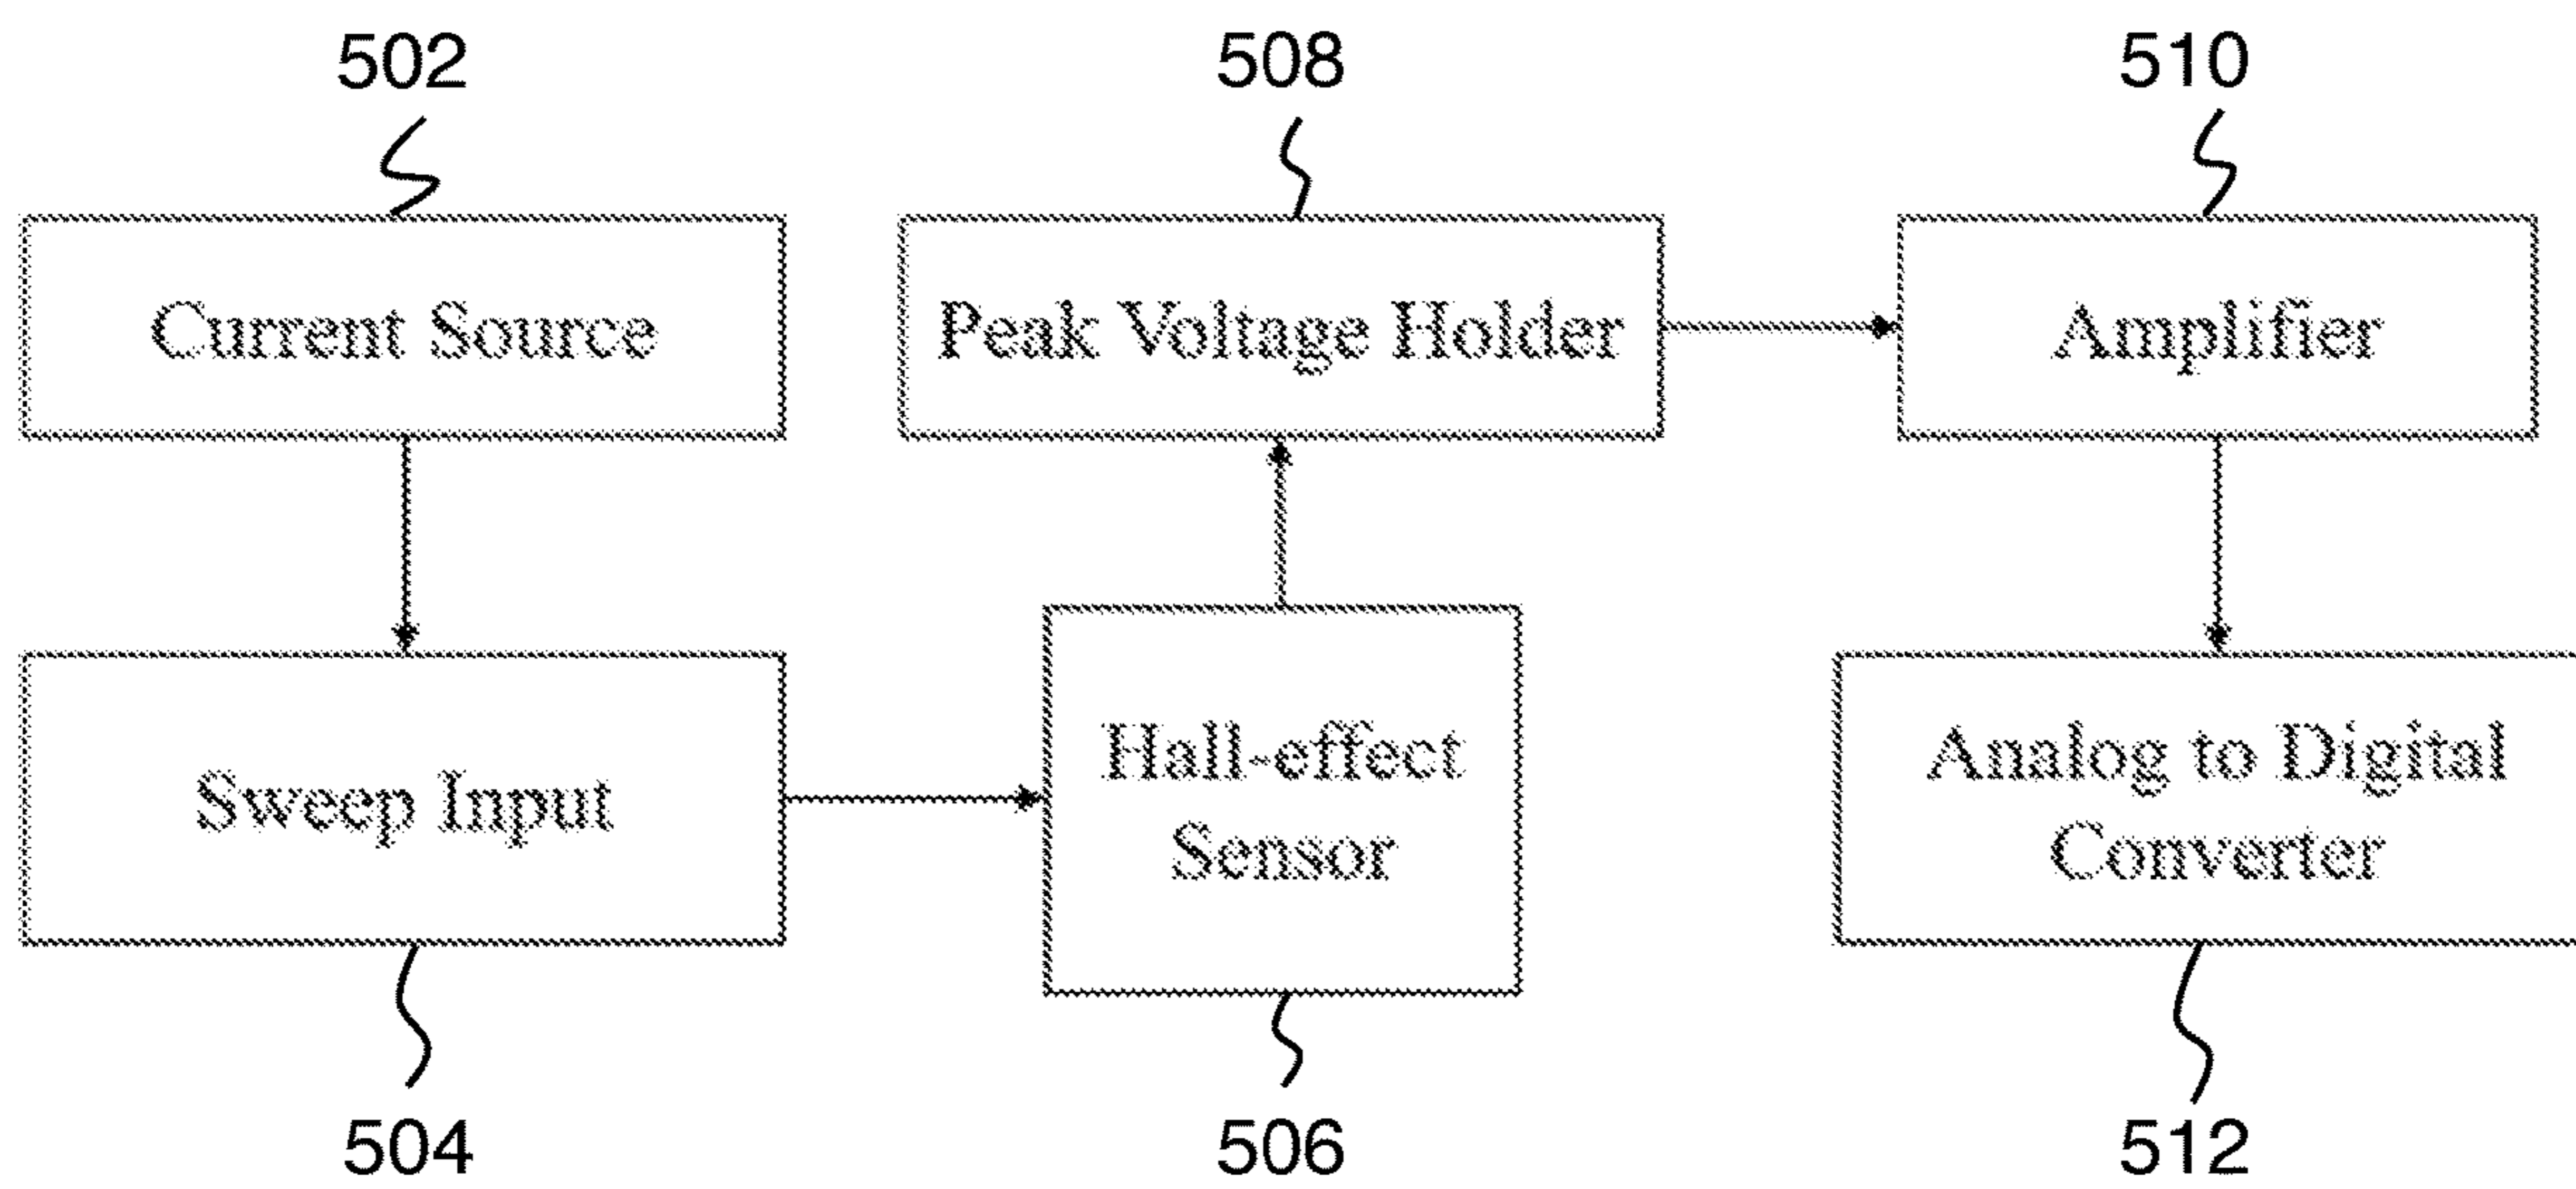 502
508
510
Current Source
Peak Voltage Holder
Amplifier
Sweep Input
Hall-effect
Sensor
Analog to Digital
Converter
504
506
512